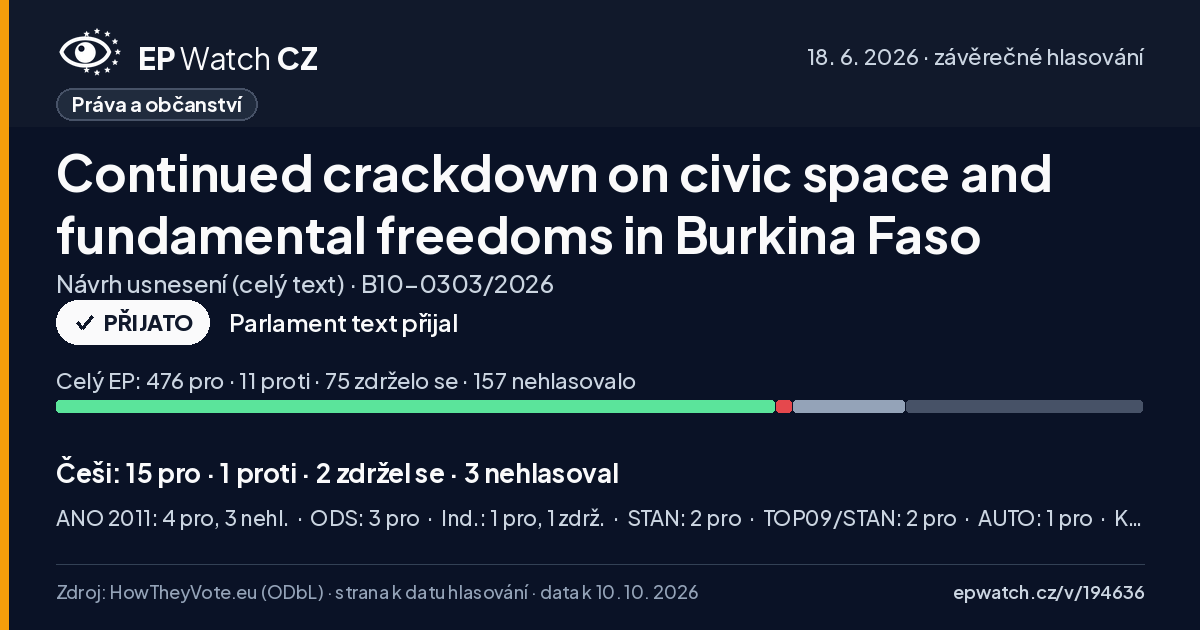 EP Watch CZ
18. 6. 2026 · závěrečné hlasování
Práva a občanství
Continued crackdown on civic space and
fundamental freedoms in Burkina Faso
Návrh usnesení (celý text) · B10–0303/2026
✓ PŘIJATO Parlament text přijal
Celý EP: 476 pro · 11 proti · 75 zdrželo se · 157 nehlasovalo
Češi: 15 pro · 1 proti · 2 zdržel se · 3 nehlasoval
ANO 2011: 4 pro, 3 nehl. · ODS: 3 pro · Ind.: 1 pro, 1 zdrž. · STAN: 2 pro · TOP09/STAN: 2 pro · AUTO: 1 pro · K…
Zdroj: HowTheyVote.eu (ODbL) · strana k datu hlasování · data k 10. 10. 2026
epwatch.cz/v/194636